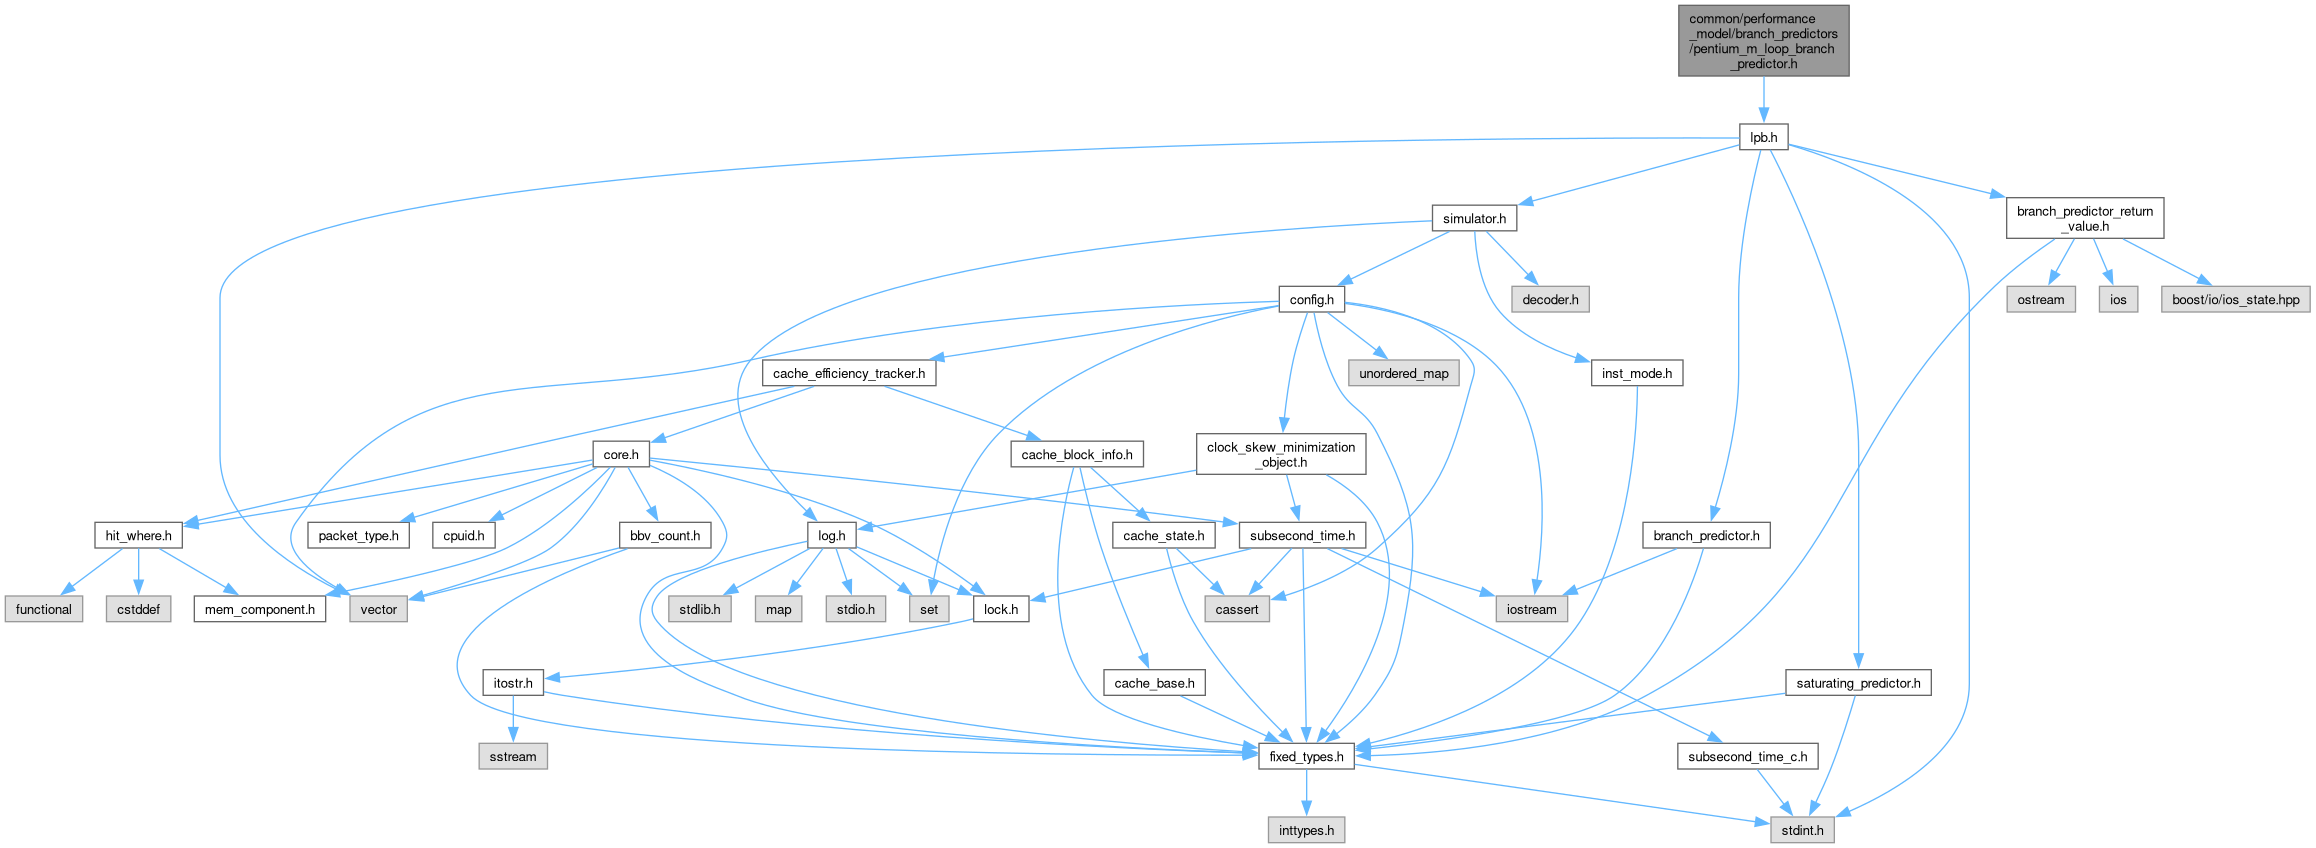 common/performance
_model/branch_predictors
/pentium_m_loop_branch
_predictor.h
lpb.h
simulator.h
branch_predictor_return
_value.h
config.h
decoder.h
ostream
ios
boost/io/ios_state.hpp
cache_efficiency_tracker.h
unordered_map
inst_mode.h
core.h
cache_block_info.h
clock_skew_minimization
_object.h
hit_where.h
packet_type.h
cpuid.h
bbv_count.h
log.h
cache_state.h
subsecond_time.h
branch_predictor.h
functional
cstddef
mem_component.h
vector
stdlib.h
map
stdio.h
set
lock.h
cassert
iostream
itostr.h
cache_base.h
saturating_predictor.h
sstream
fixed_types.h
subsecond_time_c.h
inttypes.h
stdint.h